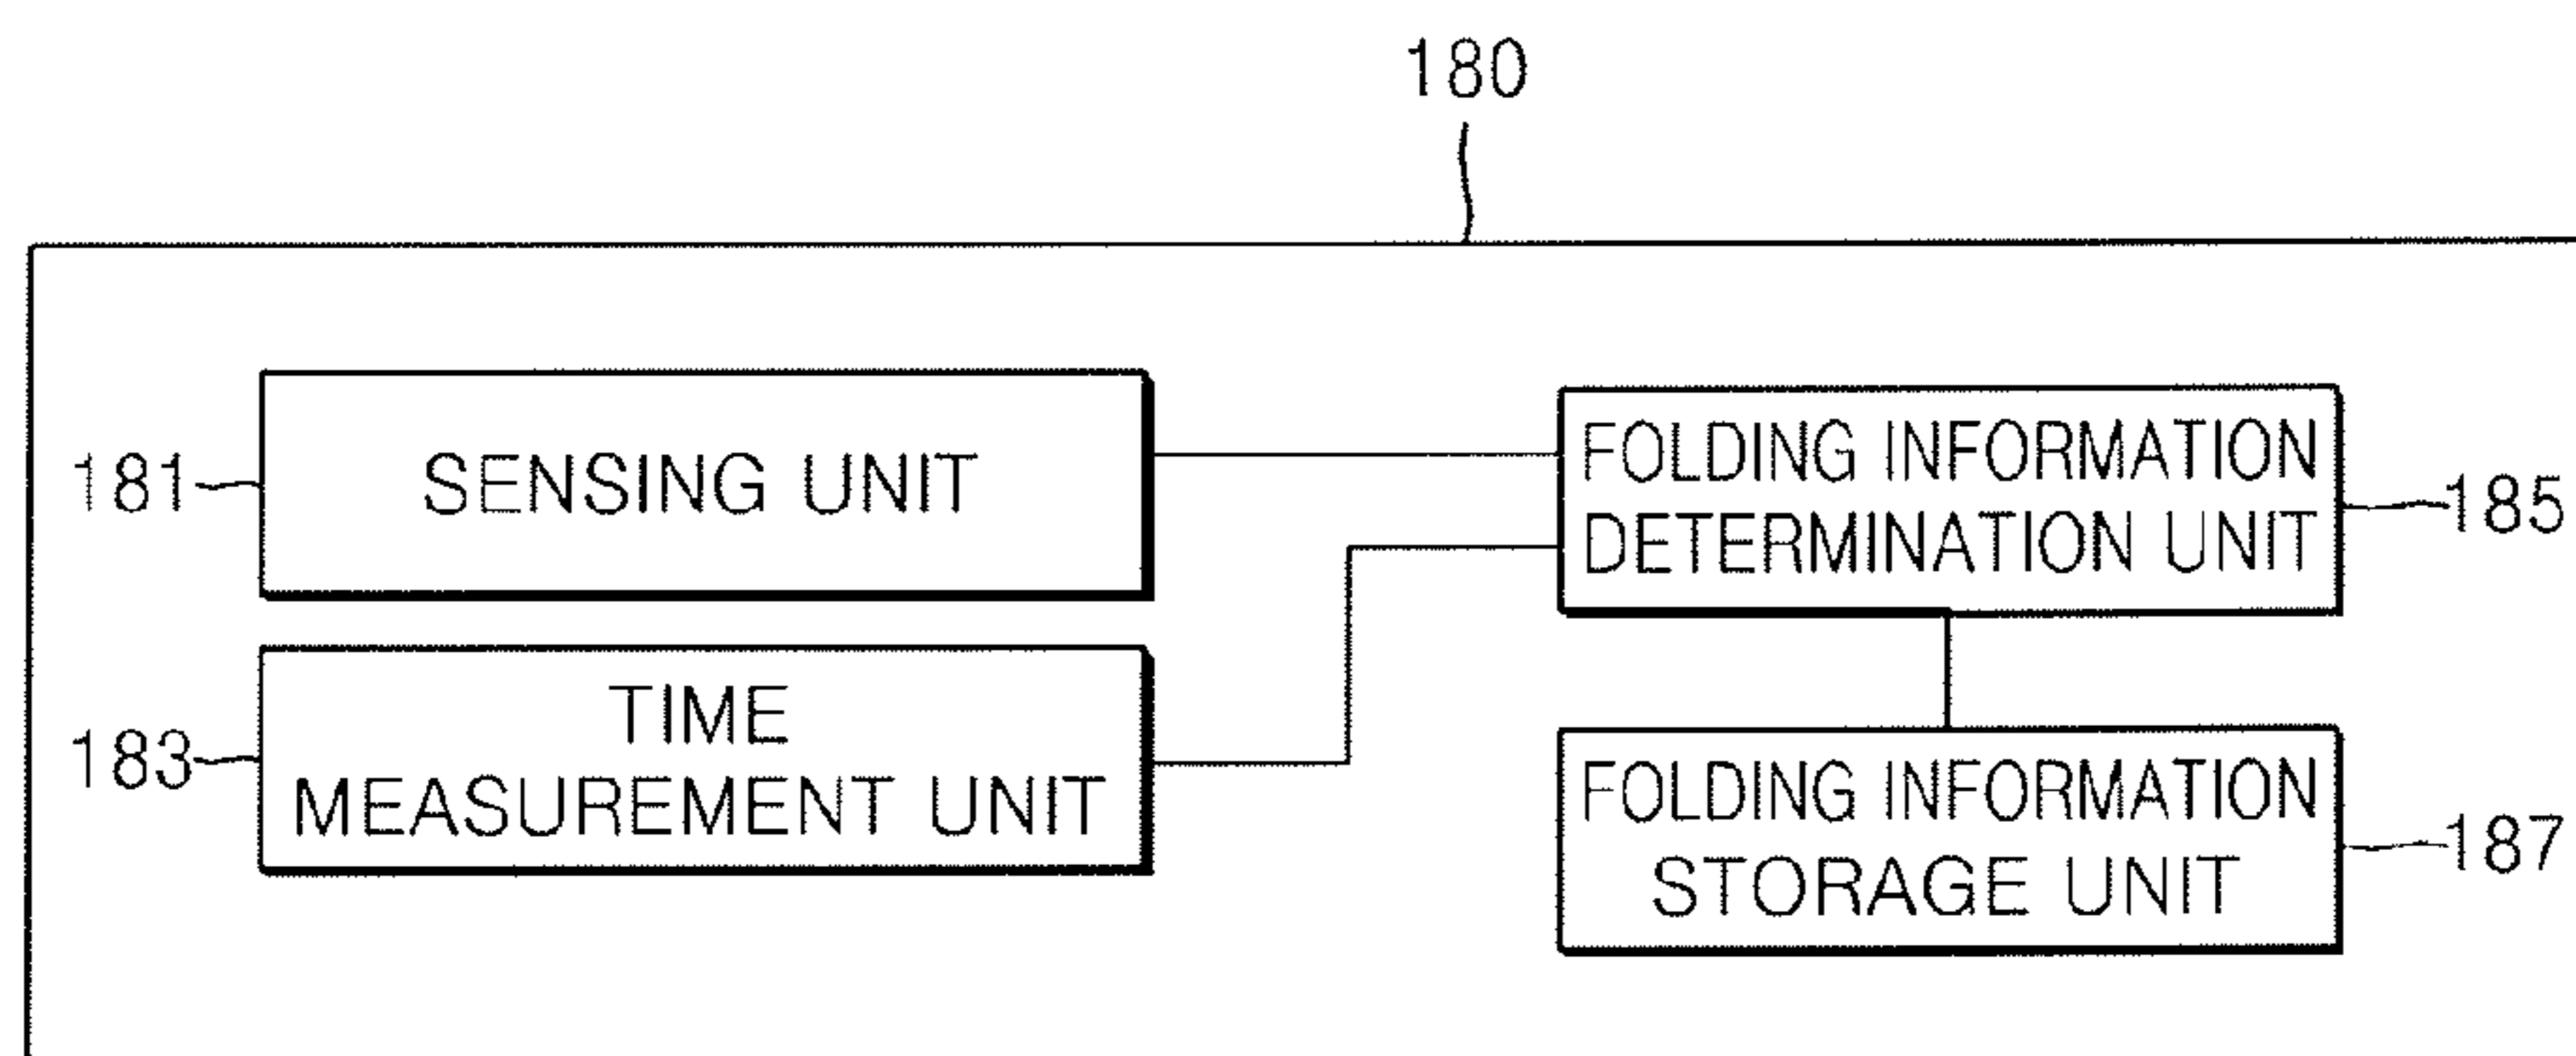 180
181
SENSING UNIT
FOLDING INFORMATION
DETERMINATION UNIT
185
183
TIME
MEASUREMENT UNIT
FOLDING INFORMATION
STORAGE UNIT
187